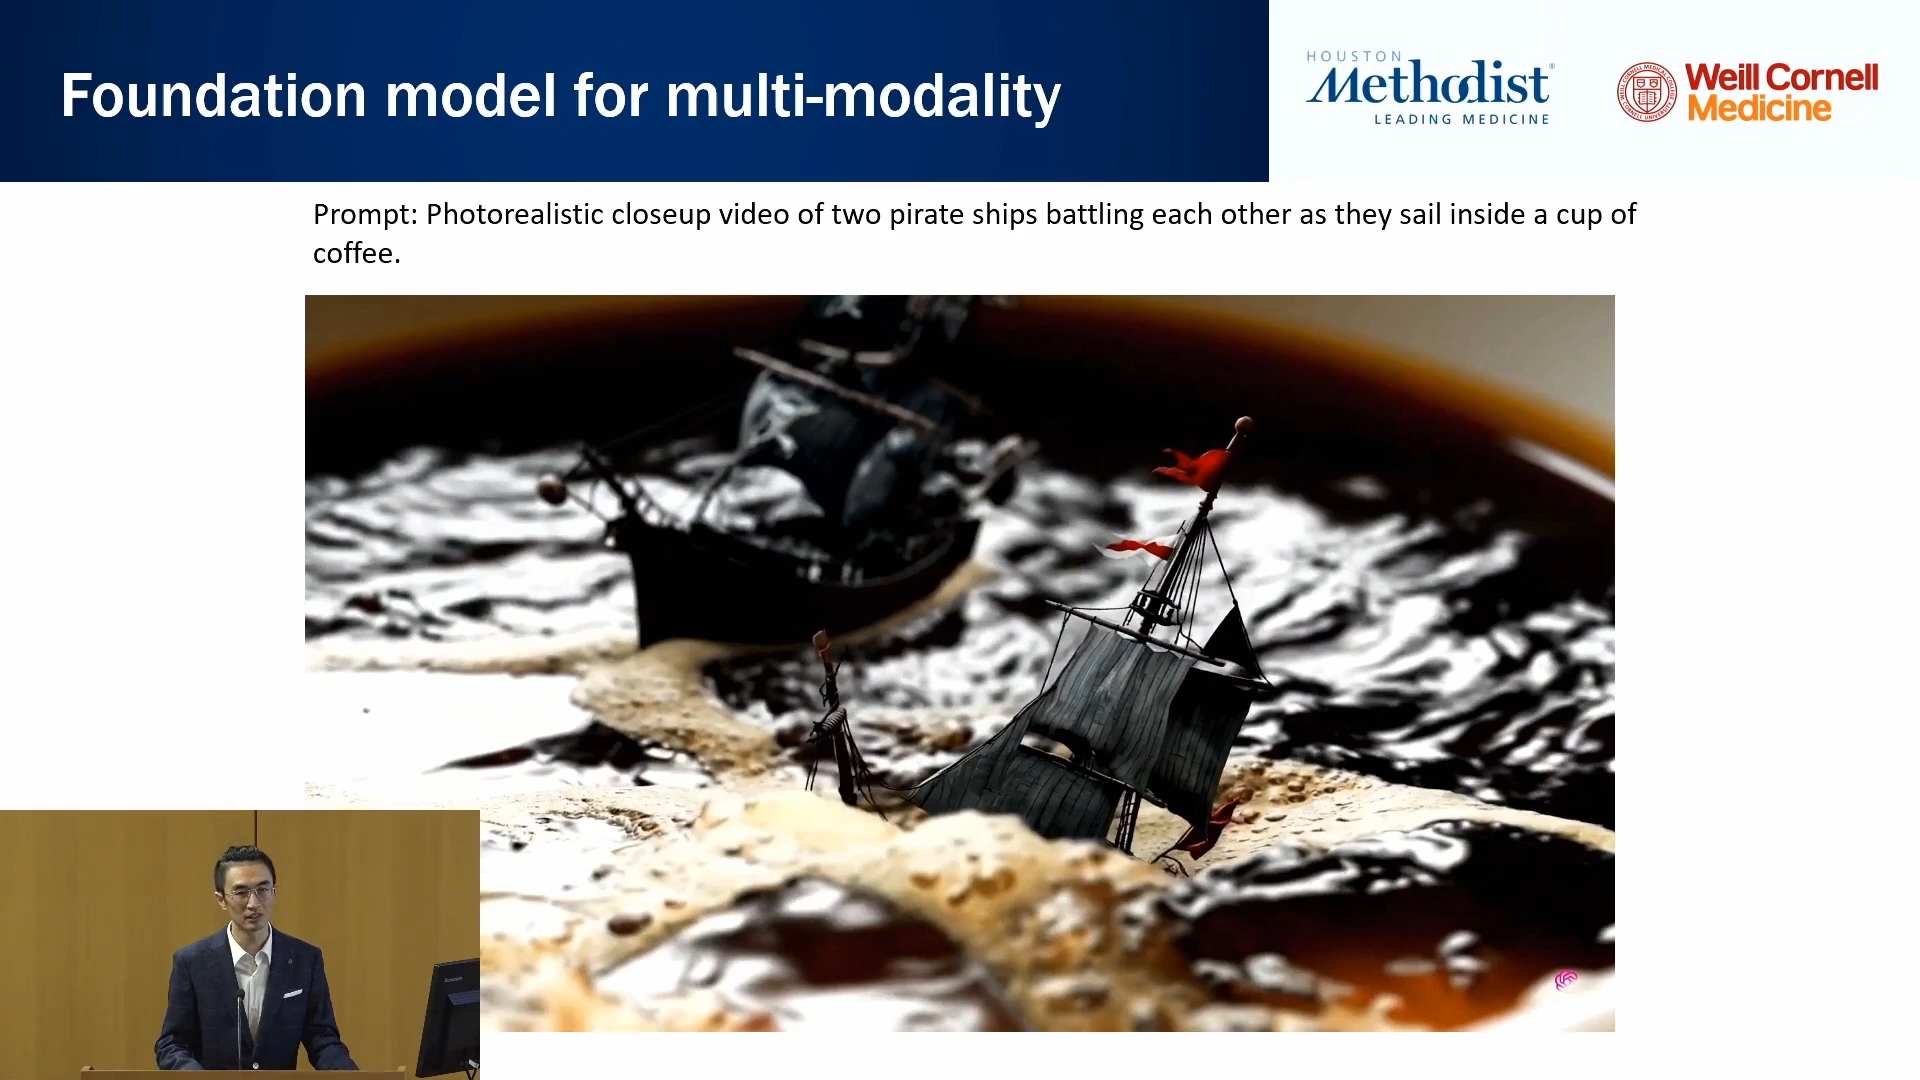 Foundation model for multi-modality
HOUSTON
Methodist®
LEADING MEDICINE
Weill Cornell
Medicine
Prompt: Photorealistic closeup video of two pirate ships battling each other as they sail inside a cup of
coffee.